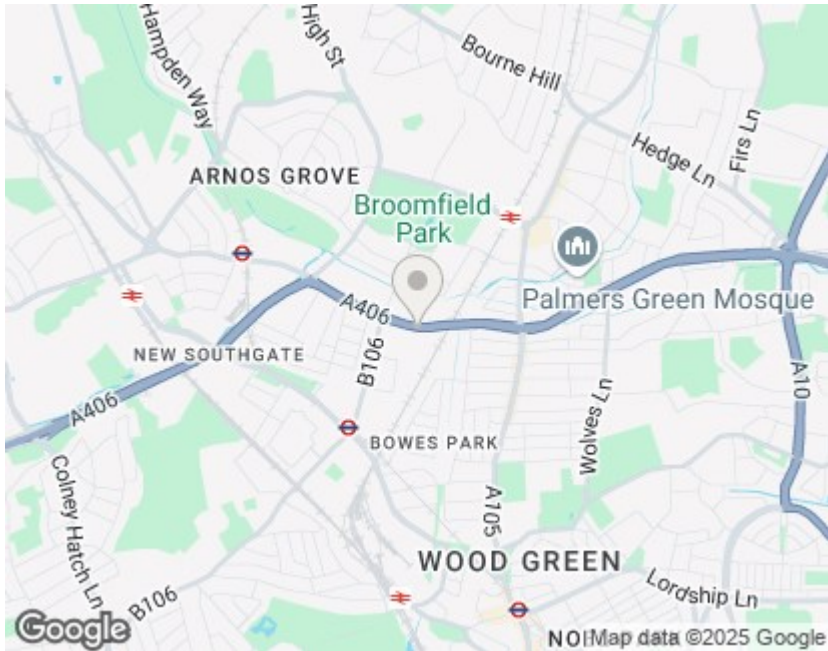 Hampden Way
High St
Bourne Hill
Firs Ln
Hedge Ln
ARNOS GROVE
Broomfield
Park
Palmers Green Mosque
A406
NEW SOUTHGATE
B106
A10
A406
Wolves Ln
BOWES PARK
Colney Hatch Ln
A105
WOOD GREEN
Lordship Ln
B106
Google
Map data ©2025 Google